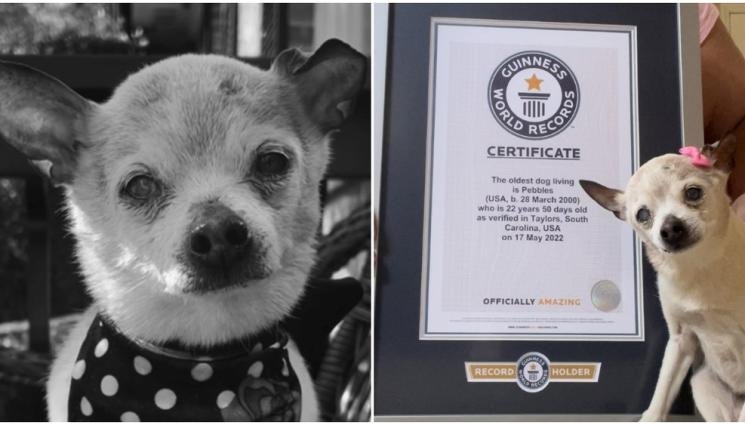 GUINNESS
WORLD RECORDS
CERTIFICATE
The oldest dog living
is Pebbles
(USA, b. 28 March 2000)
who is 22 years 50 days old
as verified in Taylors, South
Carolina, USA
on 17 May 2022
OFFICIALLY AMAZING
RECORD HOLDER